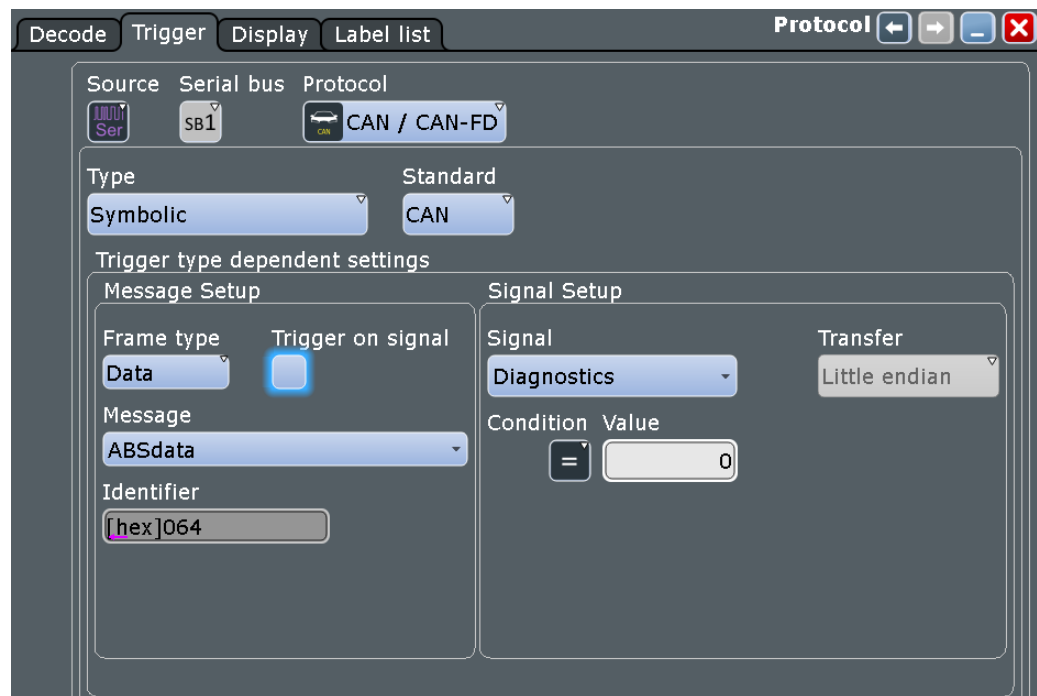 Decode Trigger Display Label list Protocol
Source Serial bus Protocol
Ser SB1 CAN CAN / CAN-FD
Type Standard
Symbolic CAN
Trigger type dependent settings
Message Setup Signal Setup
Frame type Trigger on signal Signal Transfer
Data Diagnostics Little endian
Message Condition Value
ABSdata = 0
Identifier
[hex]064